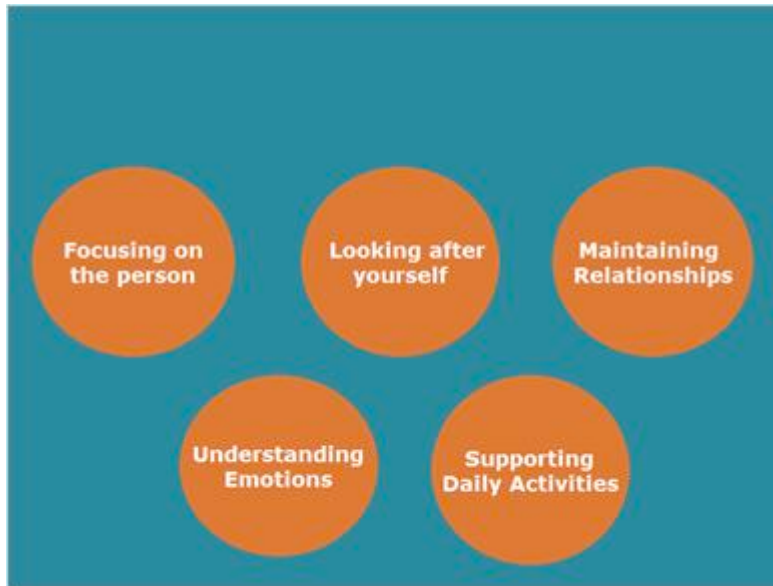 Focusing on
the person
Looking after
yourself
Maintaining
Relationships
Understanding
Emotions
Supporting
Daily Activities